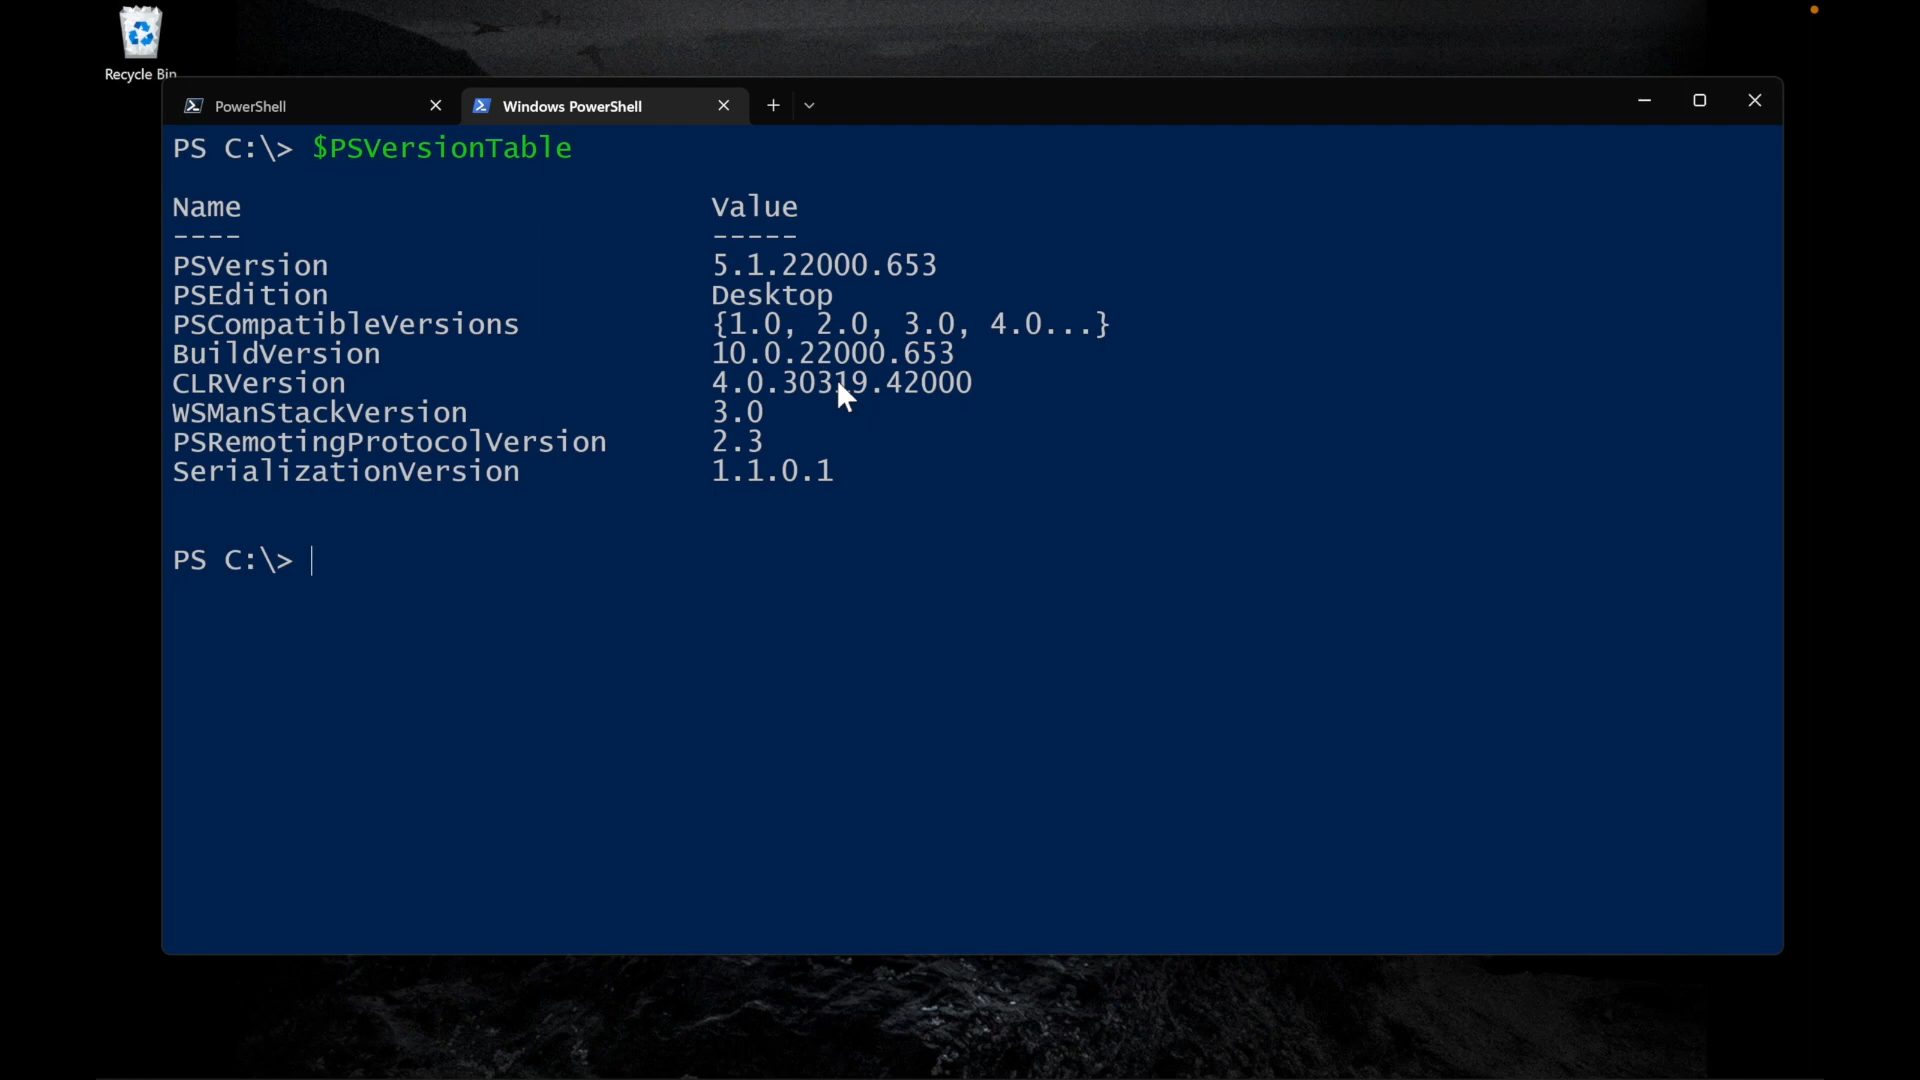 Recycle Bin
PowerShell
Windows PowerShell
PS C:\> $PSVersionTable
Name Value
---- -----
PSVersion 5.1.22000.653
PSEdition Desktop
PSCompatibleVersions {1.0, 2.0, 3.0, 4.0...}
BuildVersion 10.0.22000.653
CLRVersion 4.0.30319.42000
WSManStackVersion 3.0
PSRemotingProtocolVersion 2.3
SerializationVersion 1.1.0.1
PS C:\>